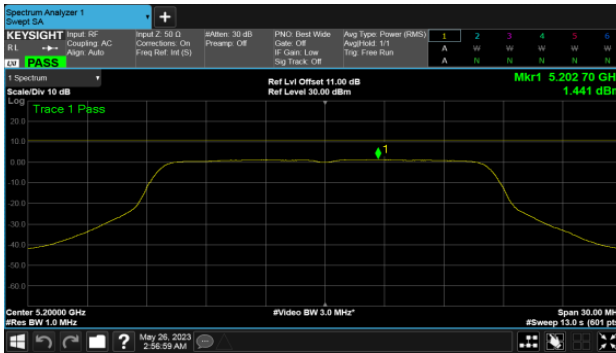 Spectrum Analyzer 1
Swept SA
KEYSIGHT Input: RF Input Z: 50 Ω #Atten: 30 dB PNO: Best Wide Avg Type: Power (RMS) 1 2 3 4 5 6
RL Coupling: AC Corrections: On Preamp: Off Gate: Off Avg|Hold: 1/1 A W W W W W
Align: Auto Freq Ref: Int (S) IF Gain: Low Trig: Free Run
LXI PASS Sig Track: Off A N N N N N
1 Spectrum Ref Lvl Offset 11.00 dB Mkr1 5.202 70 GH
Scale/Div 10 dB Ref Level 30.00 dBm 1.441 dBr
Log
Trace 1 Pass
20.0
10.0
1
0.00
-10.0
-20.0
-30.0
-40.0
-50.0
-60.0
Center 5.20000 GHz #Video BW 3.0 MHz* Span 30.00 MH
#Res BW 1.0 MHz #Sweep 13.0 s (601 pts
? May 26, 2023
2:56:59 AM